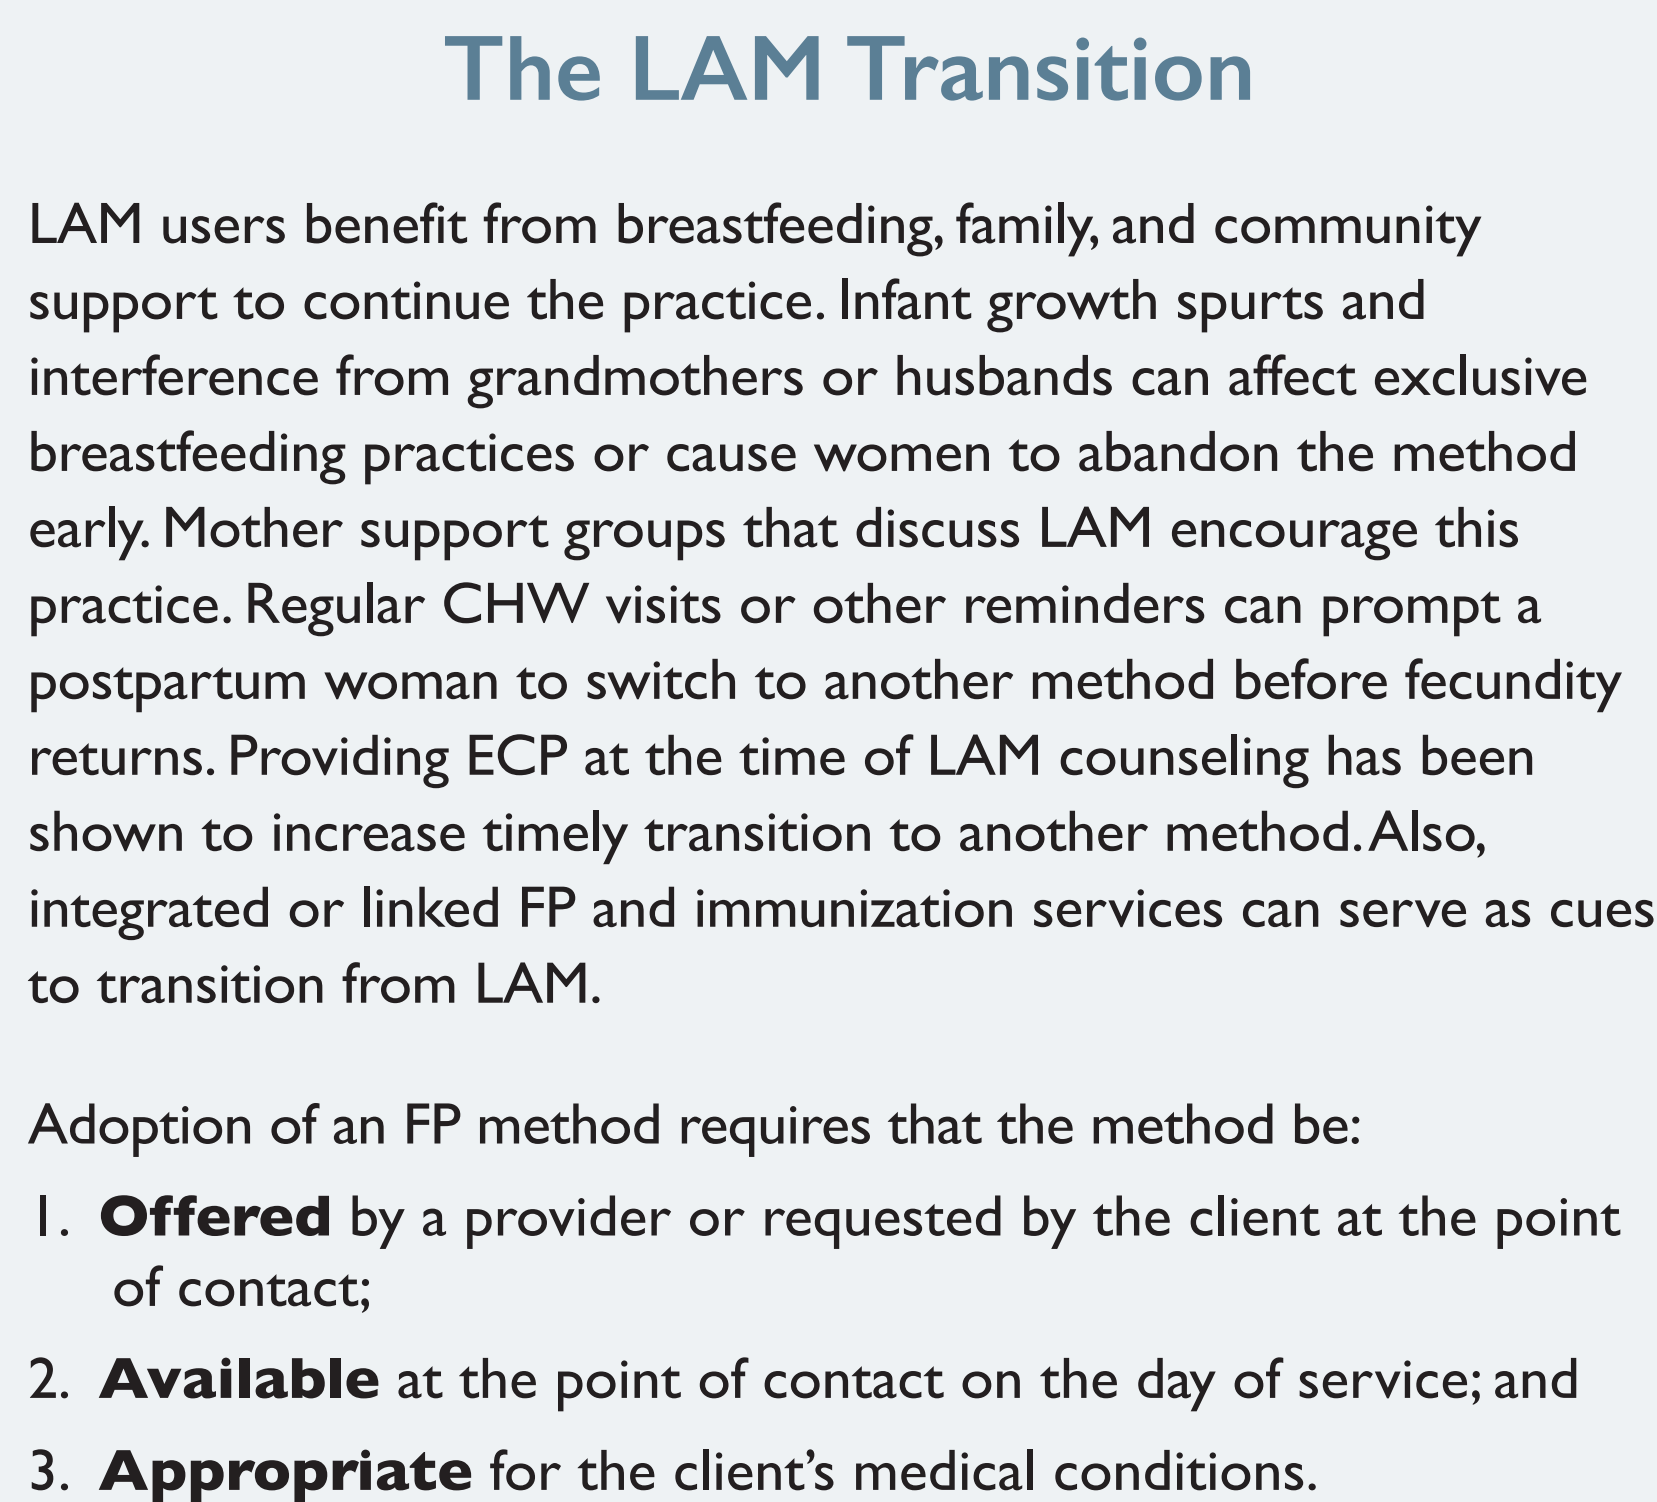 The LAM Transition
LAM users benefit from breastfeeding, family, and community
support to continue the practice. Infant growth spurts and
interference from grandmothers or husbands can affect exclusive
breastfeeding practices or cause women to abandon the method
early. Mother support groups that discuss LAM encourage this
practice. Regular CHW visits or other reminders can prompt a
postpartum woman to switch to another method before fecundity
returns. Providing ECP at the time of LAM counseling has been
shown to increase timely transition to another method. Also,
integrated or linked FP and immunization services can serve as cues
to transition from LAM.
Adoption of an FP method requires that the method be:
1. Offered by a provider or requested by the client at the point
of contact;
2. Available at the point of contact on the day of service; and
3. Appropriate for the client’s medical conditions.